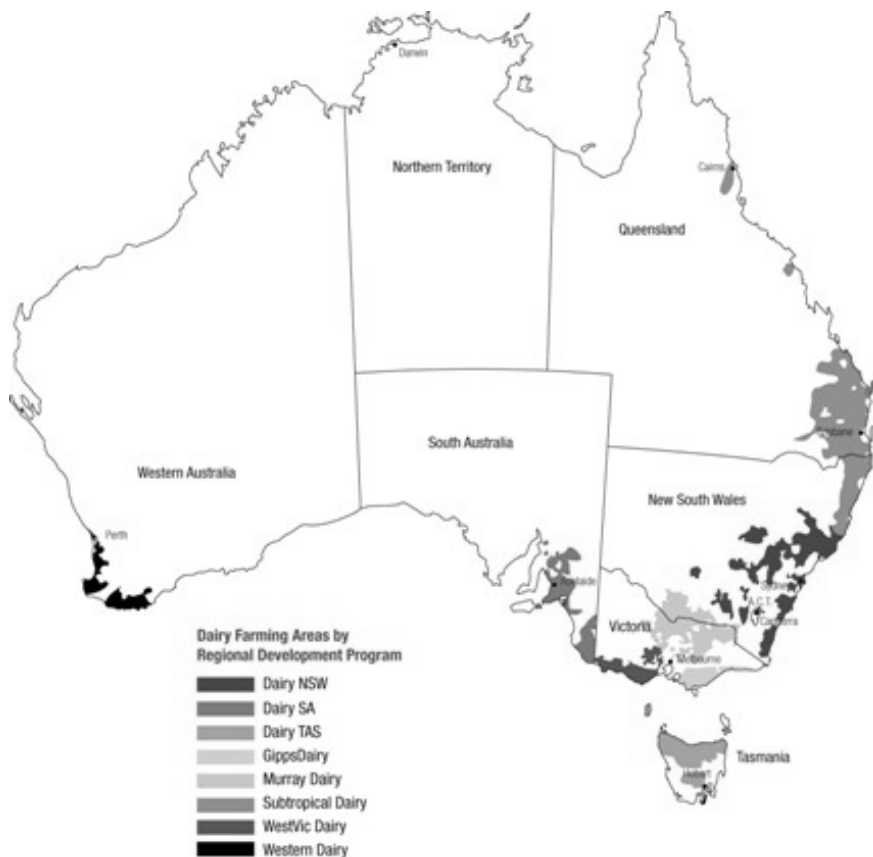 Darwin
Northern Territory
Cairns
Queensland
Brisbane
South Australia
Western Australia
New South Wales
Perth
Adelaide
Sydney
A.C.T.
Canberra
Victoria
Melbourne
Dairy Farming Areas by
Regional Development Program
Dairy NSW
Dairy SA
Dairy TAS
GippsDairy
Murray Dairy
Subtropical Dairy
WestVic Dairy
Western Dairy
Tasmania
Hobart